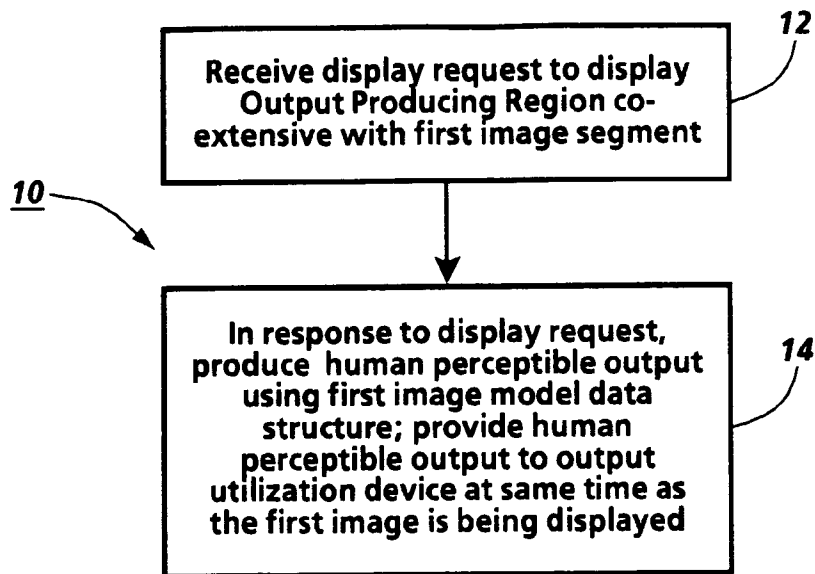 12
Receive display request to display
Output Producing Region co-
extensive with first image segment
10
In response to display request,
produce human perceptible output
using first image model data
structure; provide human
perceptible output to output
utilization device at same time as
the first image is being displayed
14